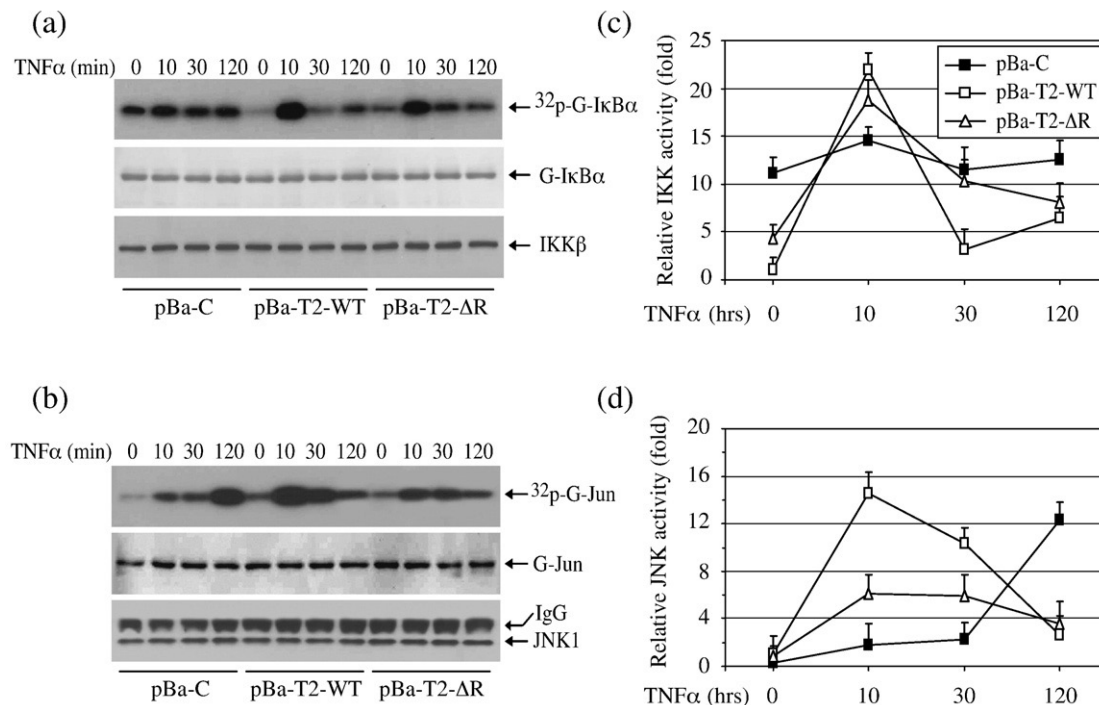 (a)
TNFα (min) 0 10 30 120 0 10 30 120 0 10 30 120
32p-G-IκBα
G-IκBα
IKKβ
pBa-C pBa-T2-WT pBa-T2-ΔR
(c)
Relative IKK activity (fold)
25
20
15
10
5
0
pBa-C
pBa-T2-WT
pBa-T2-ΔR
TNFα (hrs) 0 10 30 120
(b)
TNFα (min) 0 10 30 120 0 10 30 120 0 10 30 120
32p-G-Jun
G-Jun
IgG
JNK1
pBa-C pBa-T2-WT pBa-T2-ΔR
(d)
Relative JNK activity (fold)
20
16
12
8
4
0
TNFα (hrs) 0 10 30 120